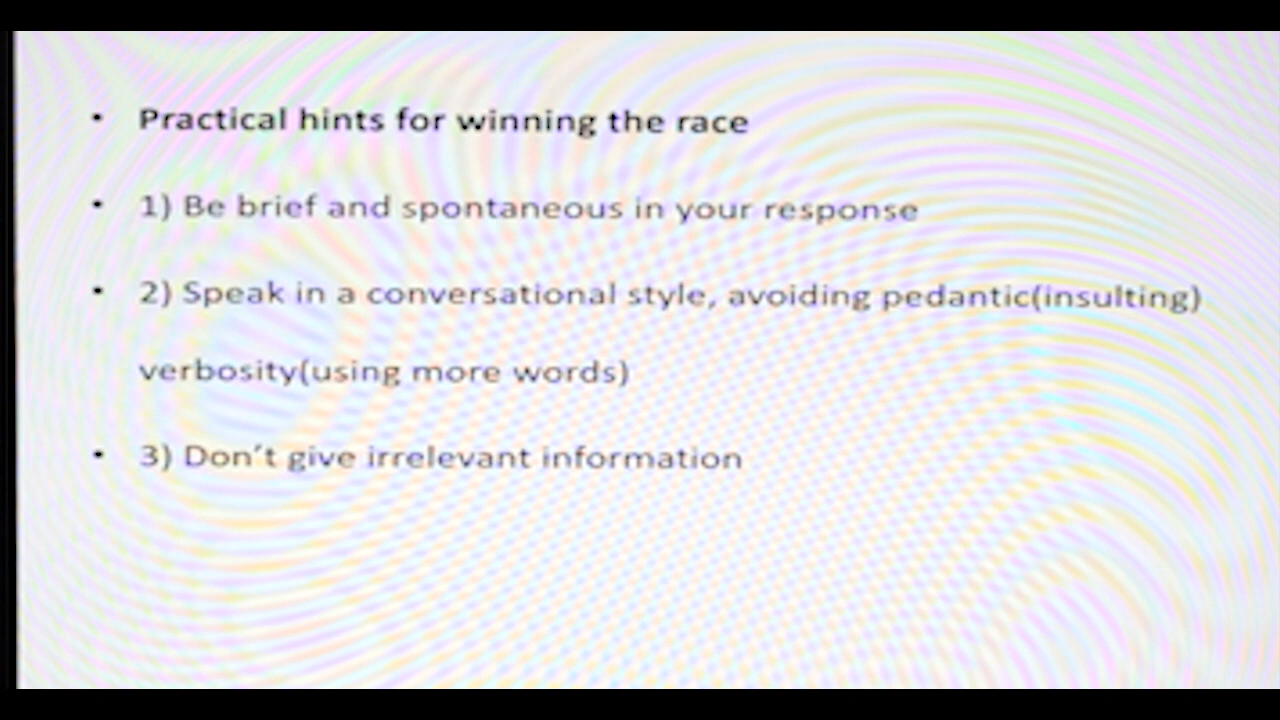 • Practical hints for winning the race
• 1) Be brief and spontaneous in your response
• 2) Speak in a conversational style, avoiding pedantic(insulting)
verbosity(using more words)
• 3) Don't give irrelevant information